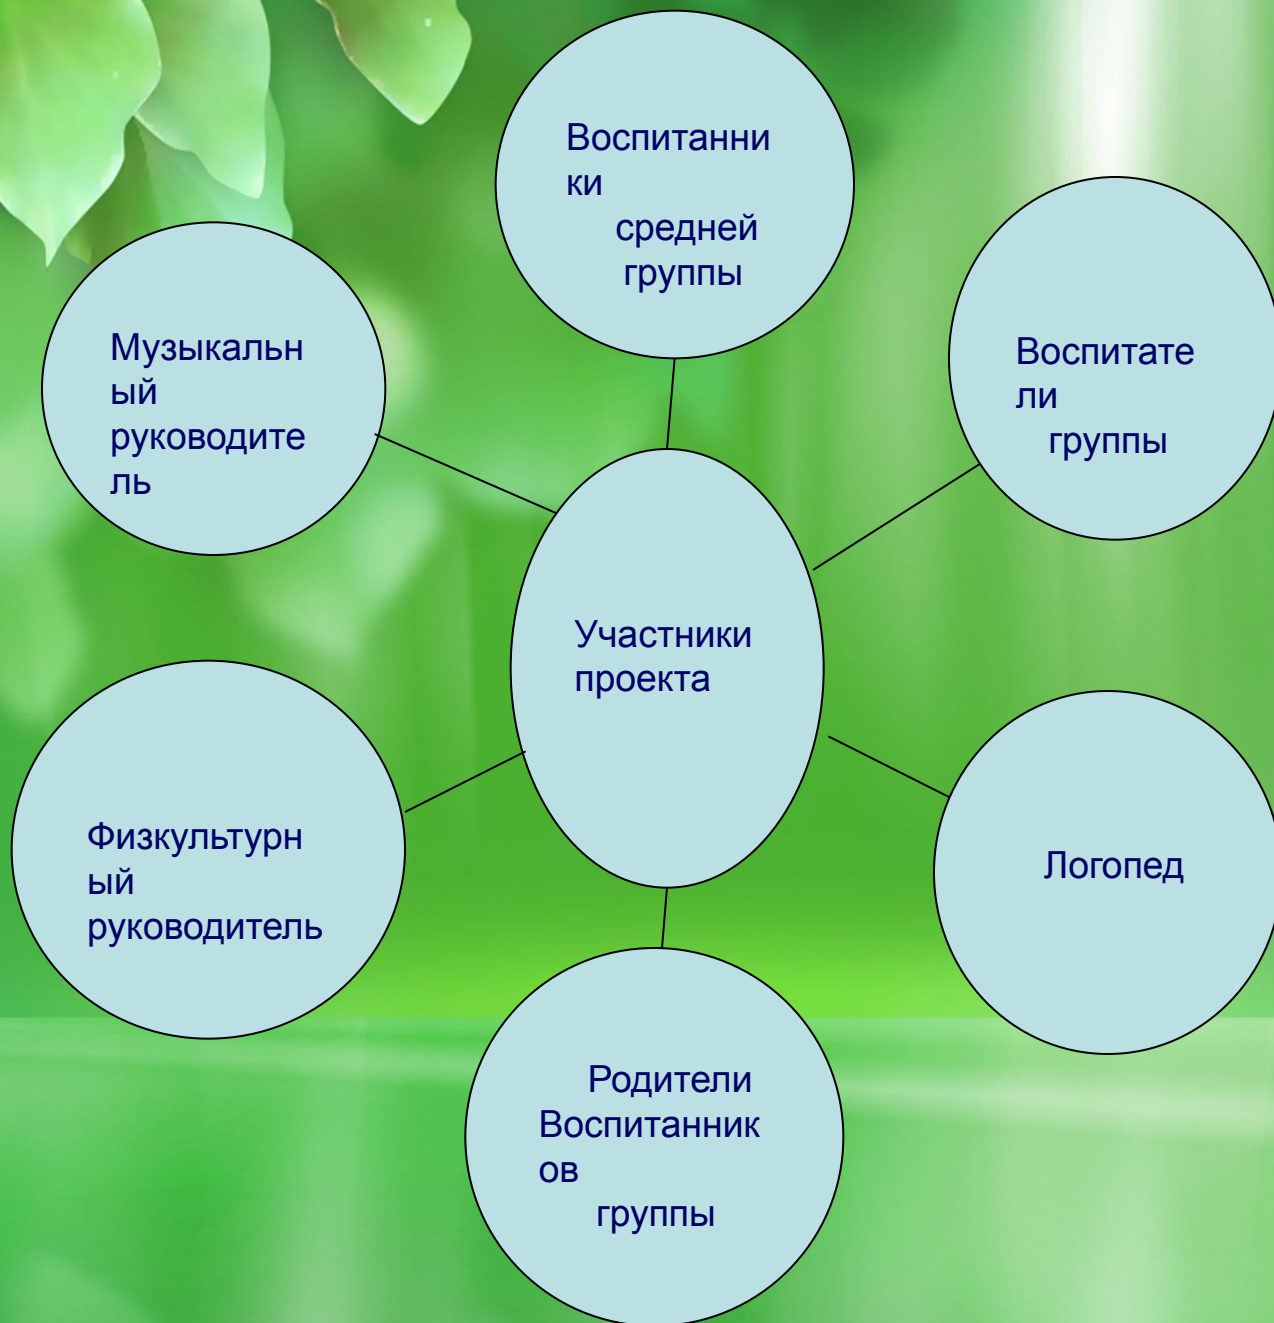 Воспитанни
ки
средней
группы
Музыкальн
ый
руководите
ль
Воспитате
ли
группы
Участники
проекта
Физкультурн
ый
руководитель
Логопед
Родители
Воспитанник
ов
группы